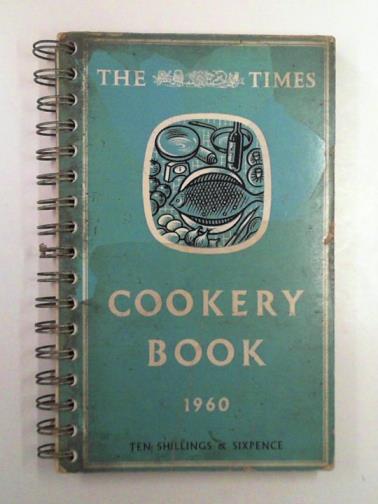 THE TIMES
COOKERY
BOOK
1960
TEN SHILLINGS & SIXPENCE